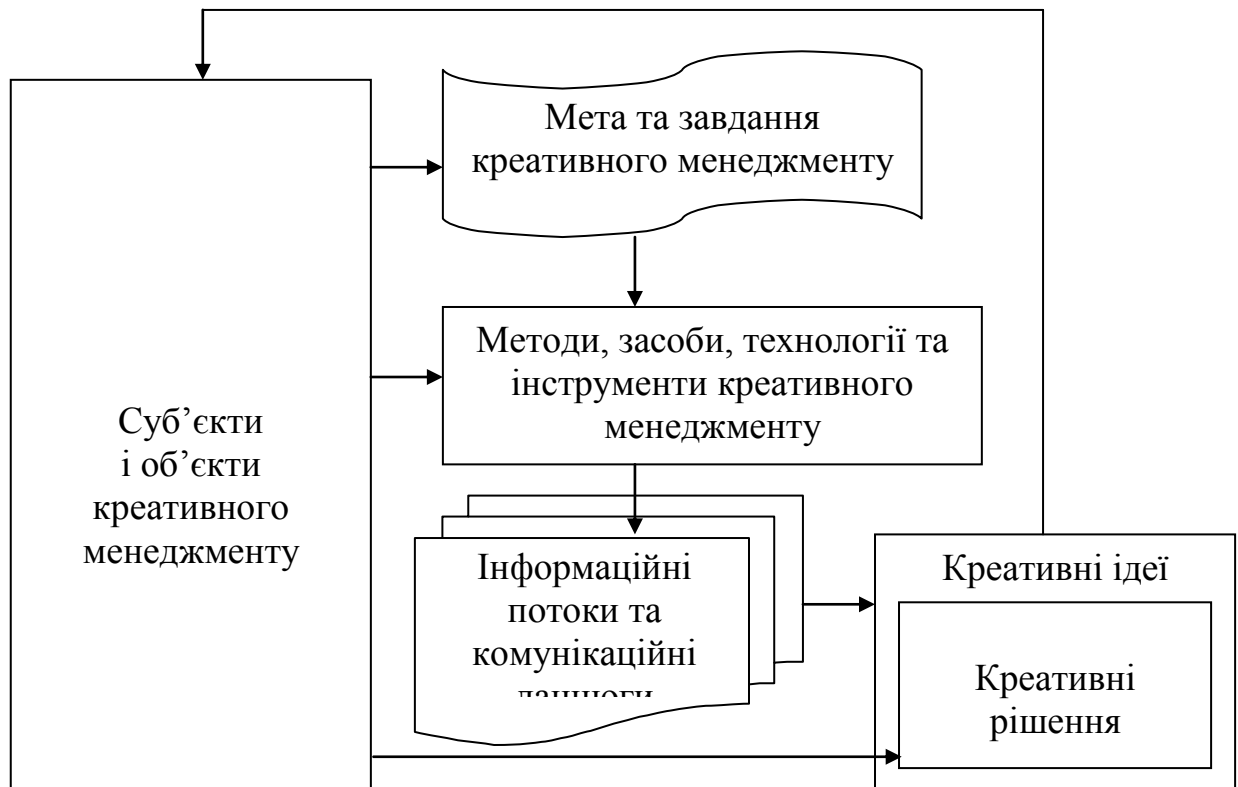 Мета та завдання
креативного менеджменту
Методи, засоби, технології та
інструменти креативного
менеджменту
Суб’єкти
і об’єкти
креативного
менеджменту
Інформаційні
потоки та
комунікаційні
Креативні ідеї
Креативні
рішення